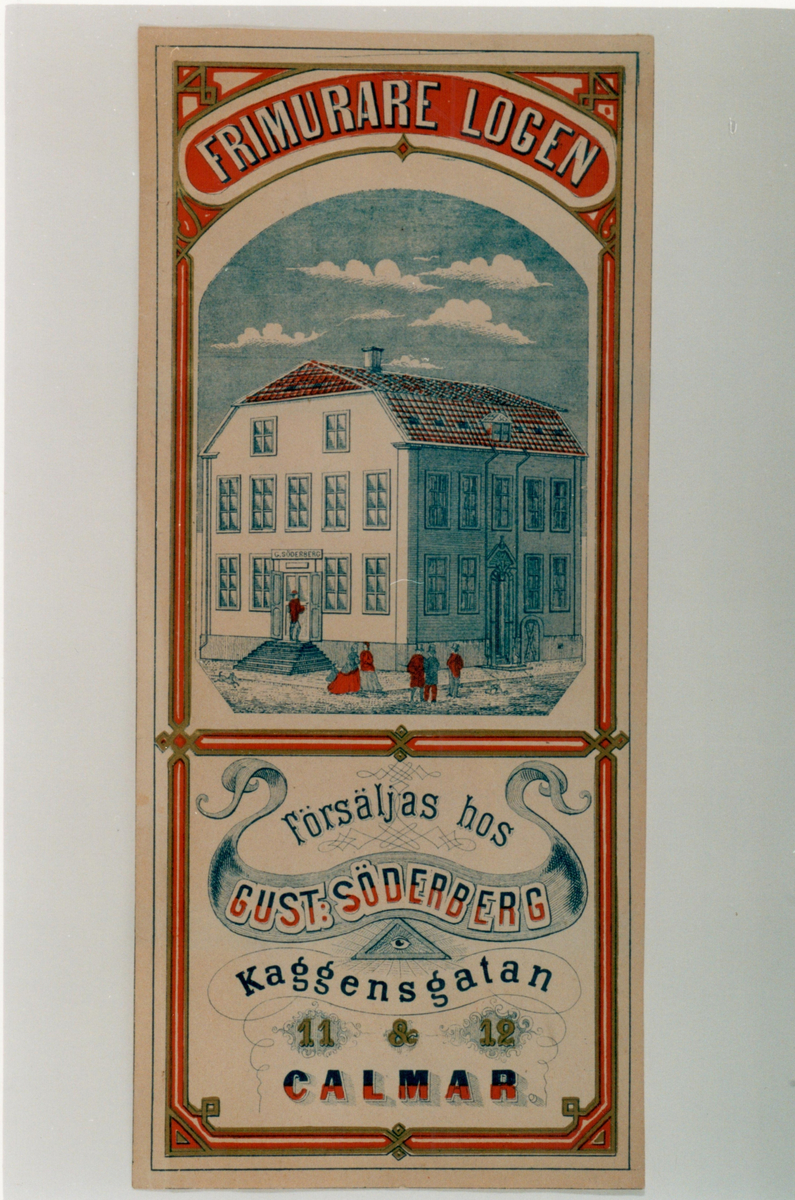 FRIMURARE LOGEN
G. SÖDERBERG
Försäljas hos
GUST: SÖDERBERG
Kaggensgatan
11 & 12
CALMAR.